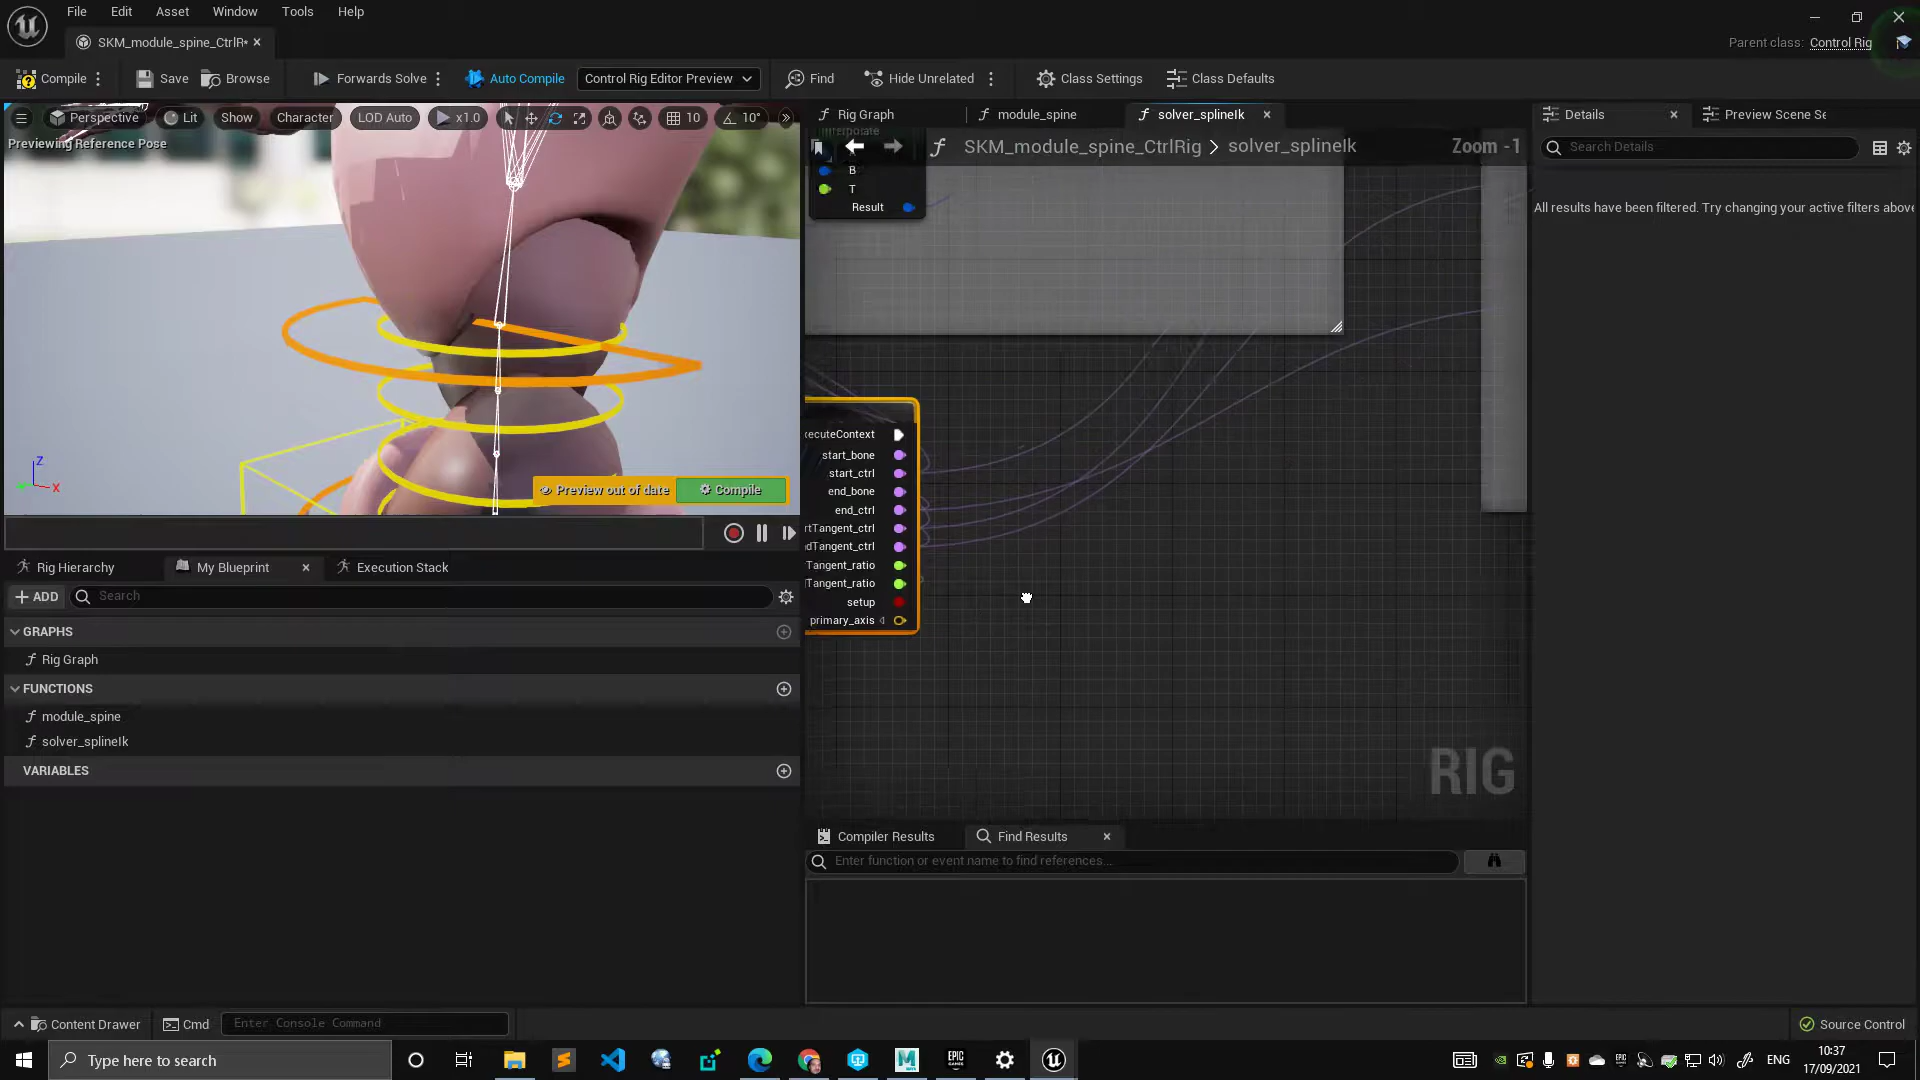 File Edit Asset Window Tools Help
SKM_module_spine_CtrlR*
Parent class: Control Rig
Compile Save Browse Forwards Solve Auto Compile Control Rig Editor Preview Find Hide Unrelated Class Settings Class Defaults
Perspective Lit Show Character LOD Auto x1.0 10 10°
Previewing Reference Pose
Z
X
Preview out of date Compile
Rig Graph module_spine solver_splineIk
SKM_module_spine_CtrlRig > solver_splineIk Zoom -1
B
T
Result
ecuteContext
start_bone
start_ctrl
end_bone
end_ctrl
rtTangent_ctrl
dTangent_ctrl
Tangent_ratio
Tangent_ratio
setup
primary_axis
RIG
Details Preview Scene Se
Search Details
All results have been filtered. Try changing your active filters above
Rig Hierarchy My Blueprint Execution Stack
ADD Search
GRAPHS
Rig Graph
FUNCTIONS
module_spine
solver_splineIk
VARIABLES
Compiler Results Find Results
Enter function or event name to find references...
Content Drawer Cmd Enter Console Command Source Control
Type here to search
ENG
10:37
17/09/2021